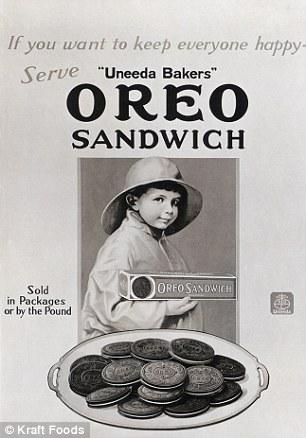 If you want to keep everyone happy-
Serve
"Uneeda Bakers"
OREO
SANDWICH
OREO SANDWICH
Sold
in Packages
or by the Pound
© Kraft Foods